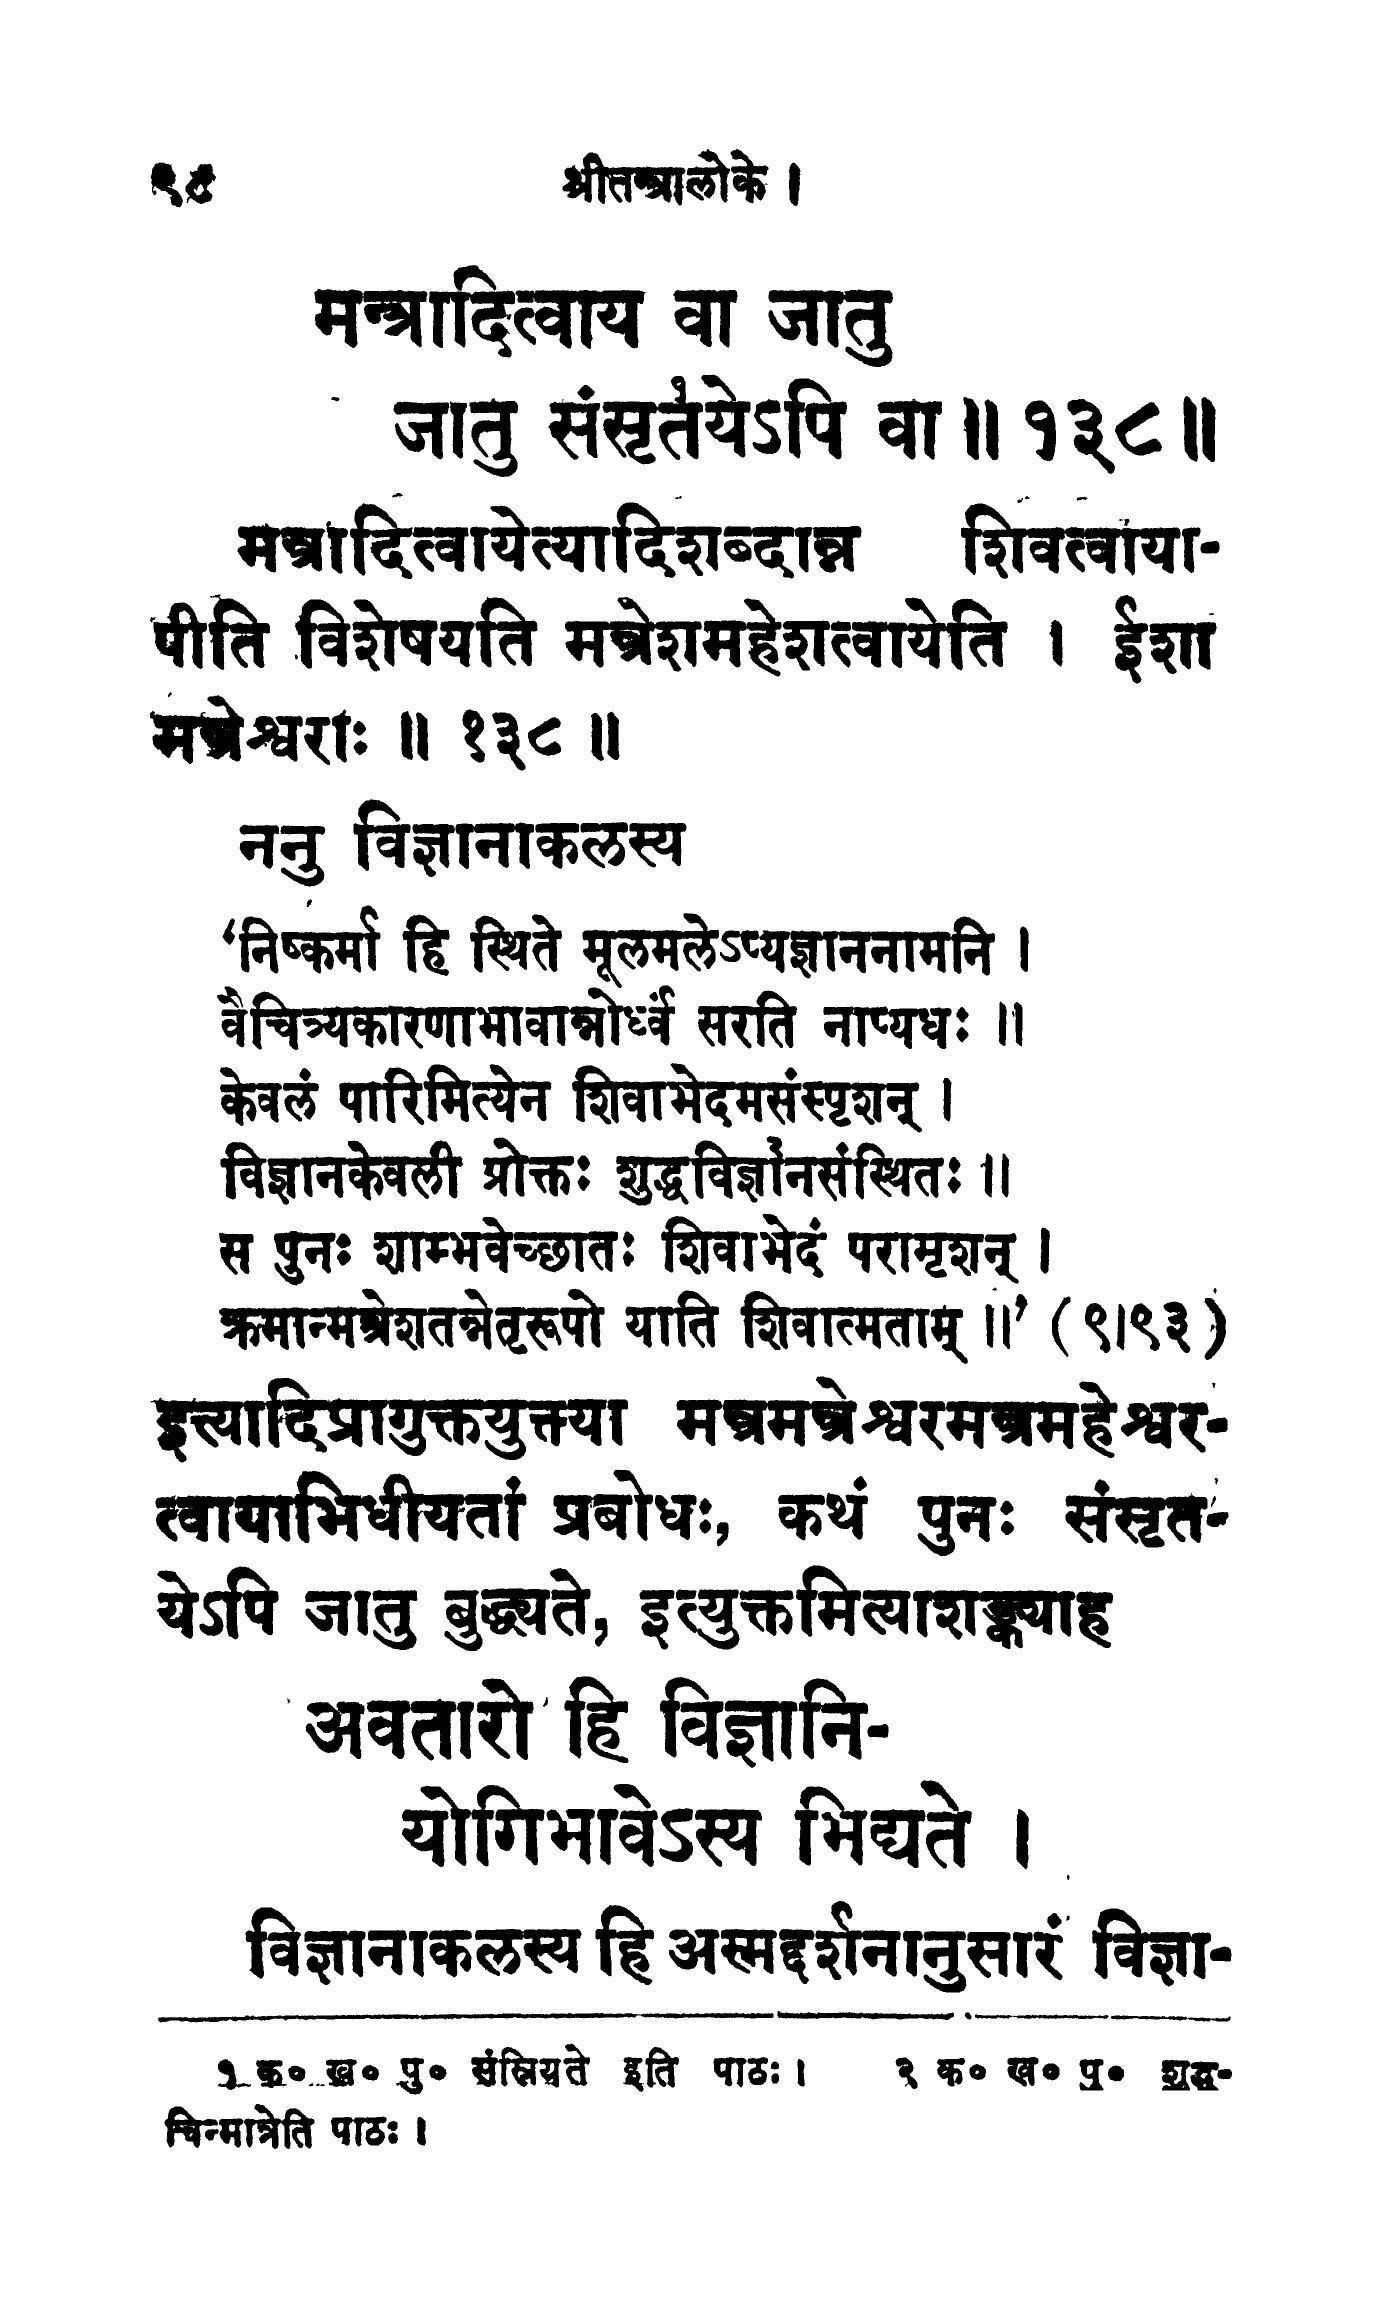 ९८ श्रीतन्त्रालोके ।
मन्त्रादित्वाय वा जातु
जातु संसृतयेऽपि वा ॥ १३८ ॥
मन्त्रादित्वायेत्यादिशब्दान्न शिवत्वाया-
पीति विशेषयति मन्त्रेशमहेशत्वायेति । ईशा
मन्त्रेश्वराः ॥ १३८ ॥
ननु विज्ञानाकलस्य
‘निष्कर्मा हि स्थिते मूलमलेऽप्यज्ञाननामनि ।
वैचित्र्यकारणाभावान्नोर्ध्वं सरति नाप्यधः ॥
केवलं पारिमित्येन शिवाभेदमसंस्पृशन् ।
विज्ञानकेवली प्रोक्तः शुद्धविज्ञानसंस्थितः ॥
स पुनः शाम्भवेच्छातः शिवाभेदं परामृशन् ।
क्रमान्मन्त्रेशतन्नेतृरूपो याति शिवात्मताम् ॥’ (९।९३)
इत्यादिप्रागुक्तयुक्त्या मन्त्रमन्त्रेश्वरमन्त्रमहेश्वर-
त्वायाभिधीयतां प्रबोधः, कथं पुनः संसृत-
येऽपि जातु बुद्ध्यते, इत्युक्तमित्याशङ्क्याह
अवतारो हि विज्ञानि-
योगिभावेऽस्य भिद्यते ।
विज्ञानाकलस्य हि अस्मद्दर्शनानुसारं विज्ञा-
१ क० ख० पु० संस्रियते इति पाठः । २ क० ख० पु० शुद्ध-
चिन्मात्रेति पाठः ।